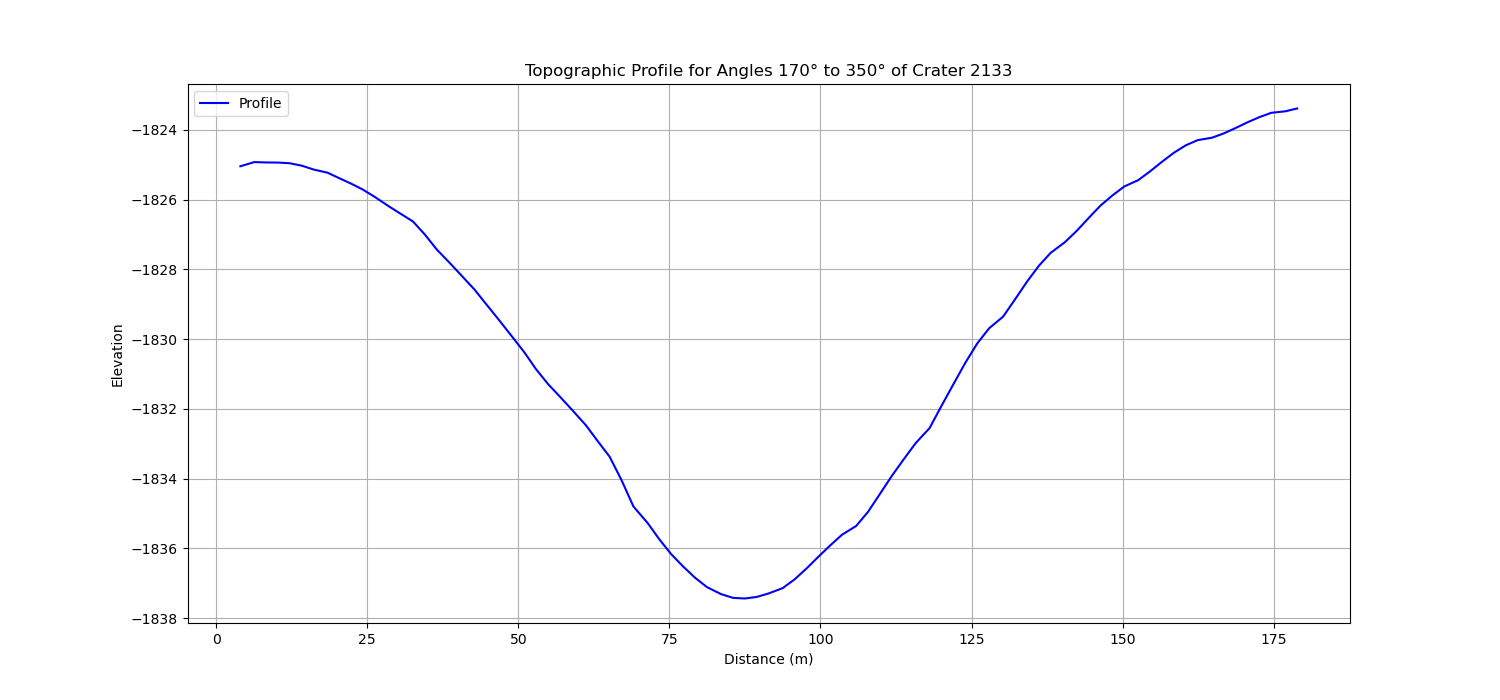 Topographic Profile for Angles 170° to 350° of Crater 2133
Profile
−1824
−1826
−1828
−1830
−1832
−1834
−1836
−1838
Elevation
0 25 50 75 100 125 150 175
Distance (m)